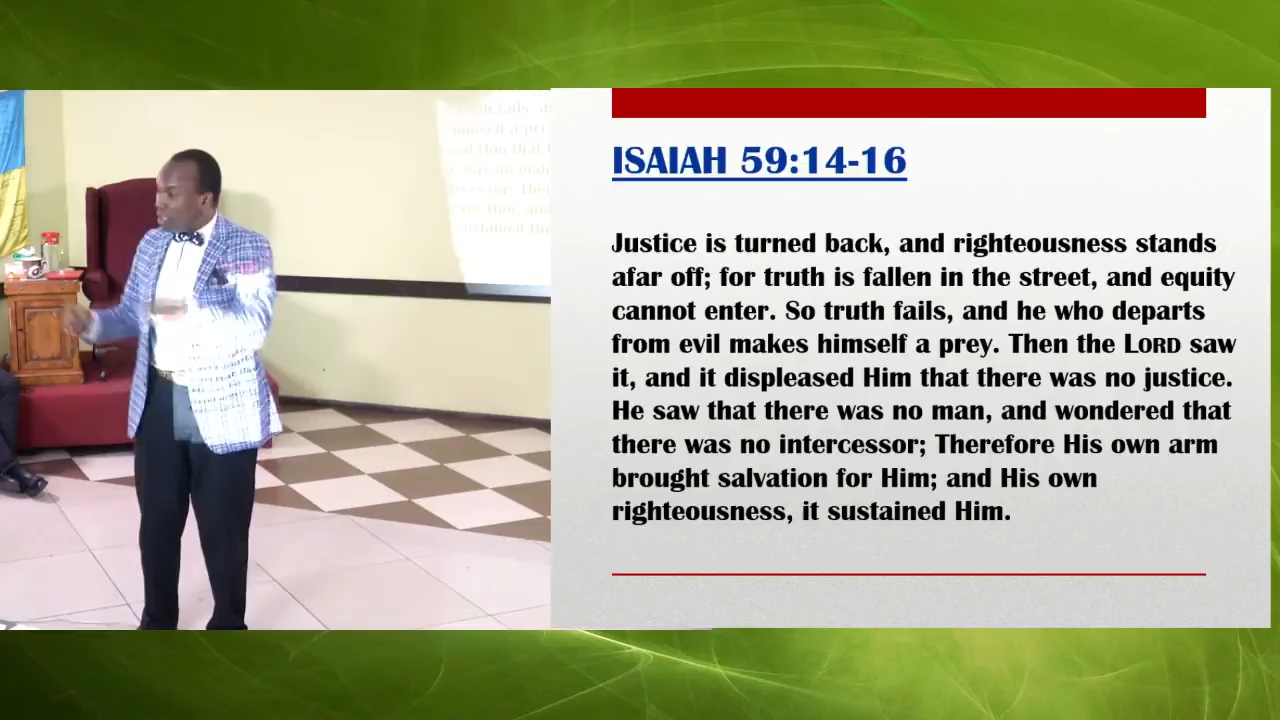 ISAIAH 59:14-16
Justice is turned back, and righteousness stands
afar off; for truth is fallen in the street, and equity
cannot enter. So truth fails, and he who departs
from evil makes himself a prey. Then the LORD saw
it, and it displeased Him that there was no justice.
He saw that there was no man, and wondered that
there was no intercessor; Therefore His own arm
brought salvation for Him; and His own
righteousness, it sustained Him.